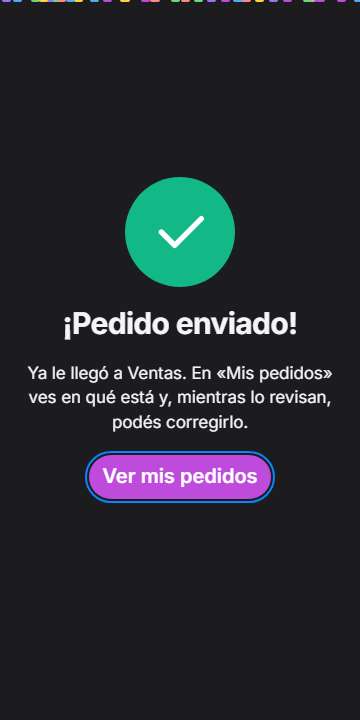 ¡Pedido enviado!
Ya le llegó a Ventas. En «Mis pedidos»
ves en qué está y, mientras lo revisan,
podés corregirlo.
Ver mis pedidos